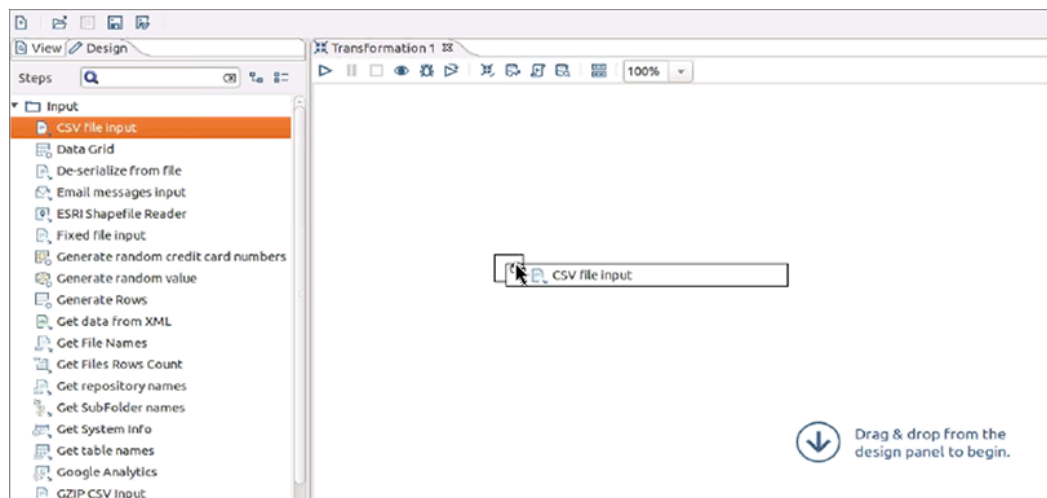 View Design
Transformation 1
Steps
100%
Input
CSV file input
Data Grid
De-serialize from file
Email messages input
ESRI Shapefile Reader
Fixed file input
Generate random credit card numbers
Generate random value
Generate Rows
Get data from XML
Get File Names
Get Files Rows Count
Get repository names
Get SubFolder names
Get System Info
Get table names
Google Analytics
GZIP CSV Input
CSV file input
Drag & drop from the
design panel to begin.